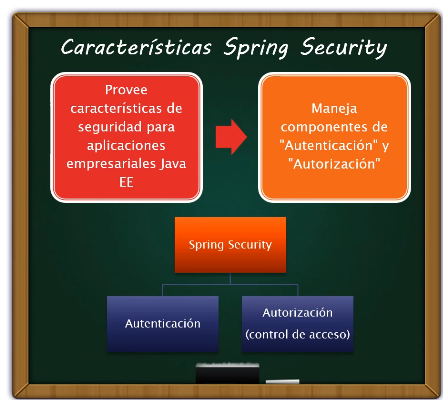 Características Spring Security
Provee
características de
seguridad para
aplicaciones
empresariales Java
EE
Maneja
componentes de
"Autenticación" y
"Autorización"
Spring Security
Autenticación
Autorización
(control de acceso)